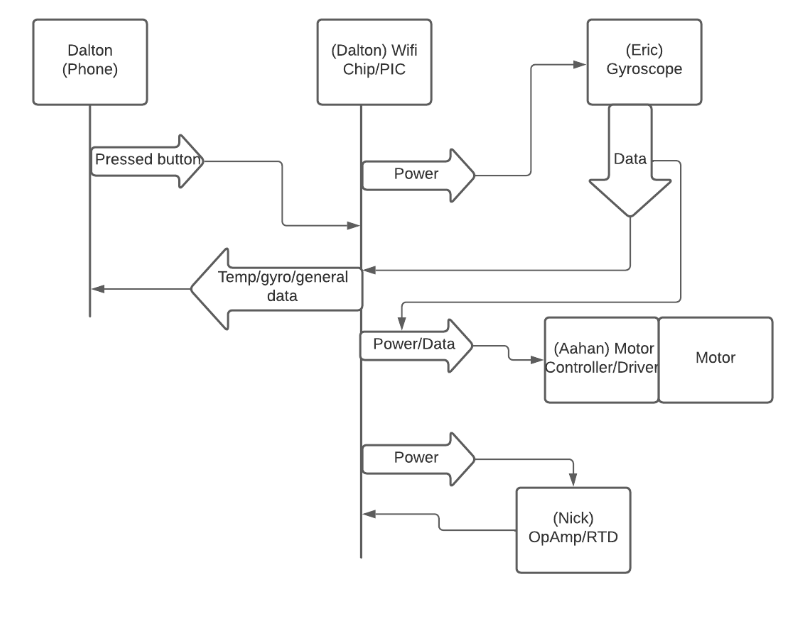 Dalton
(Phone)
(Dalton) Wifi
Chip/PIC
(Eric)
Gyroscope
Pressed button
Power
Data
Temp/gyro/general
data
Power/Data
(Aahan) Motor
Controller/Driver
Motor
Power
(Nick)
OpAmp/RTD